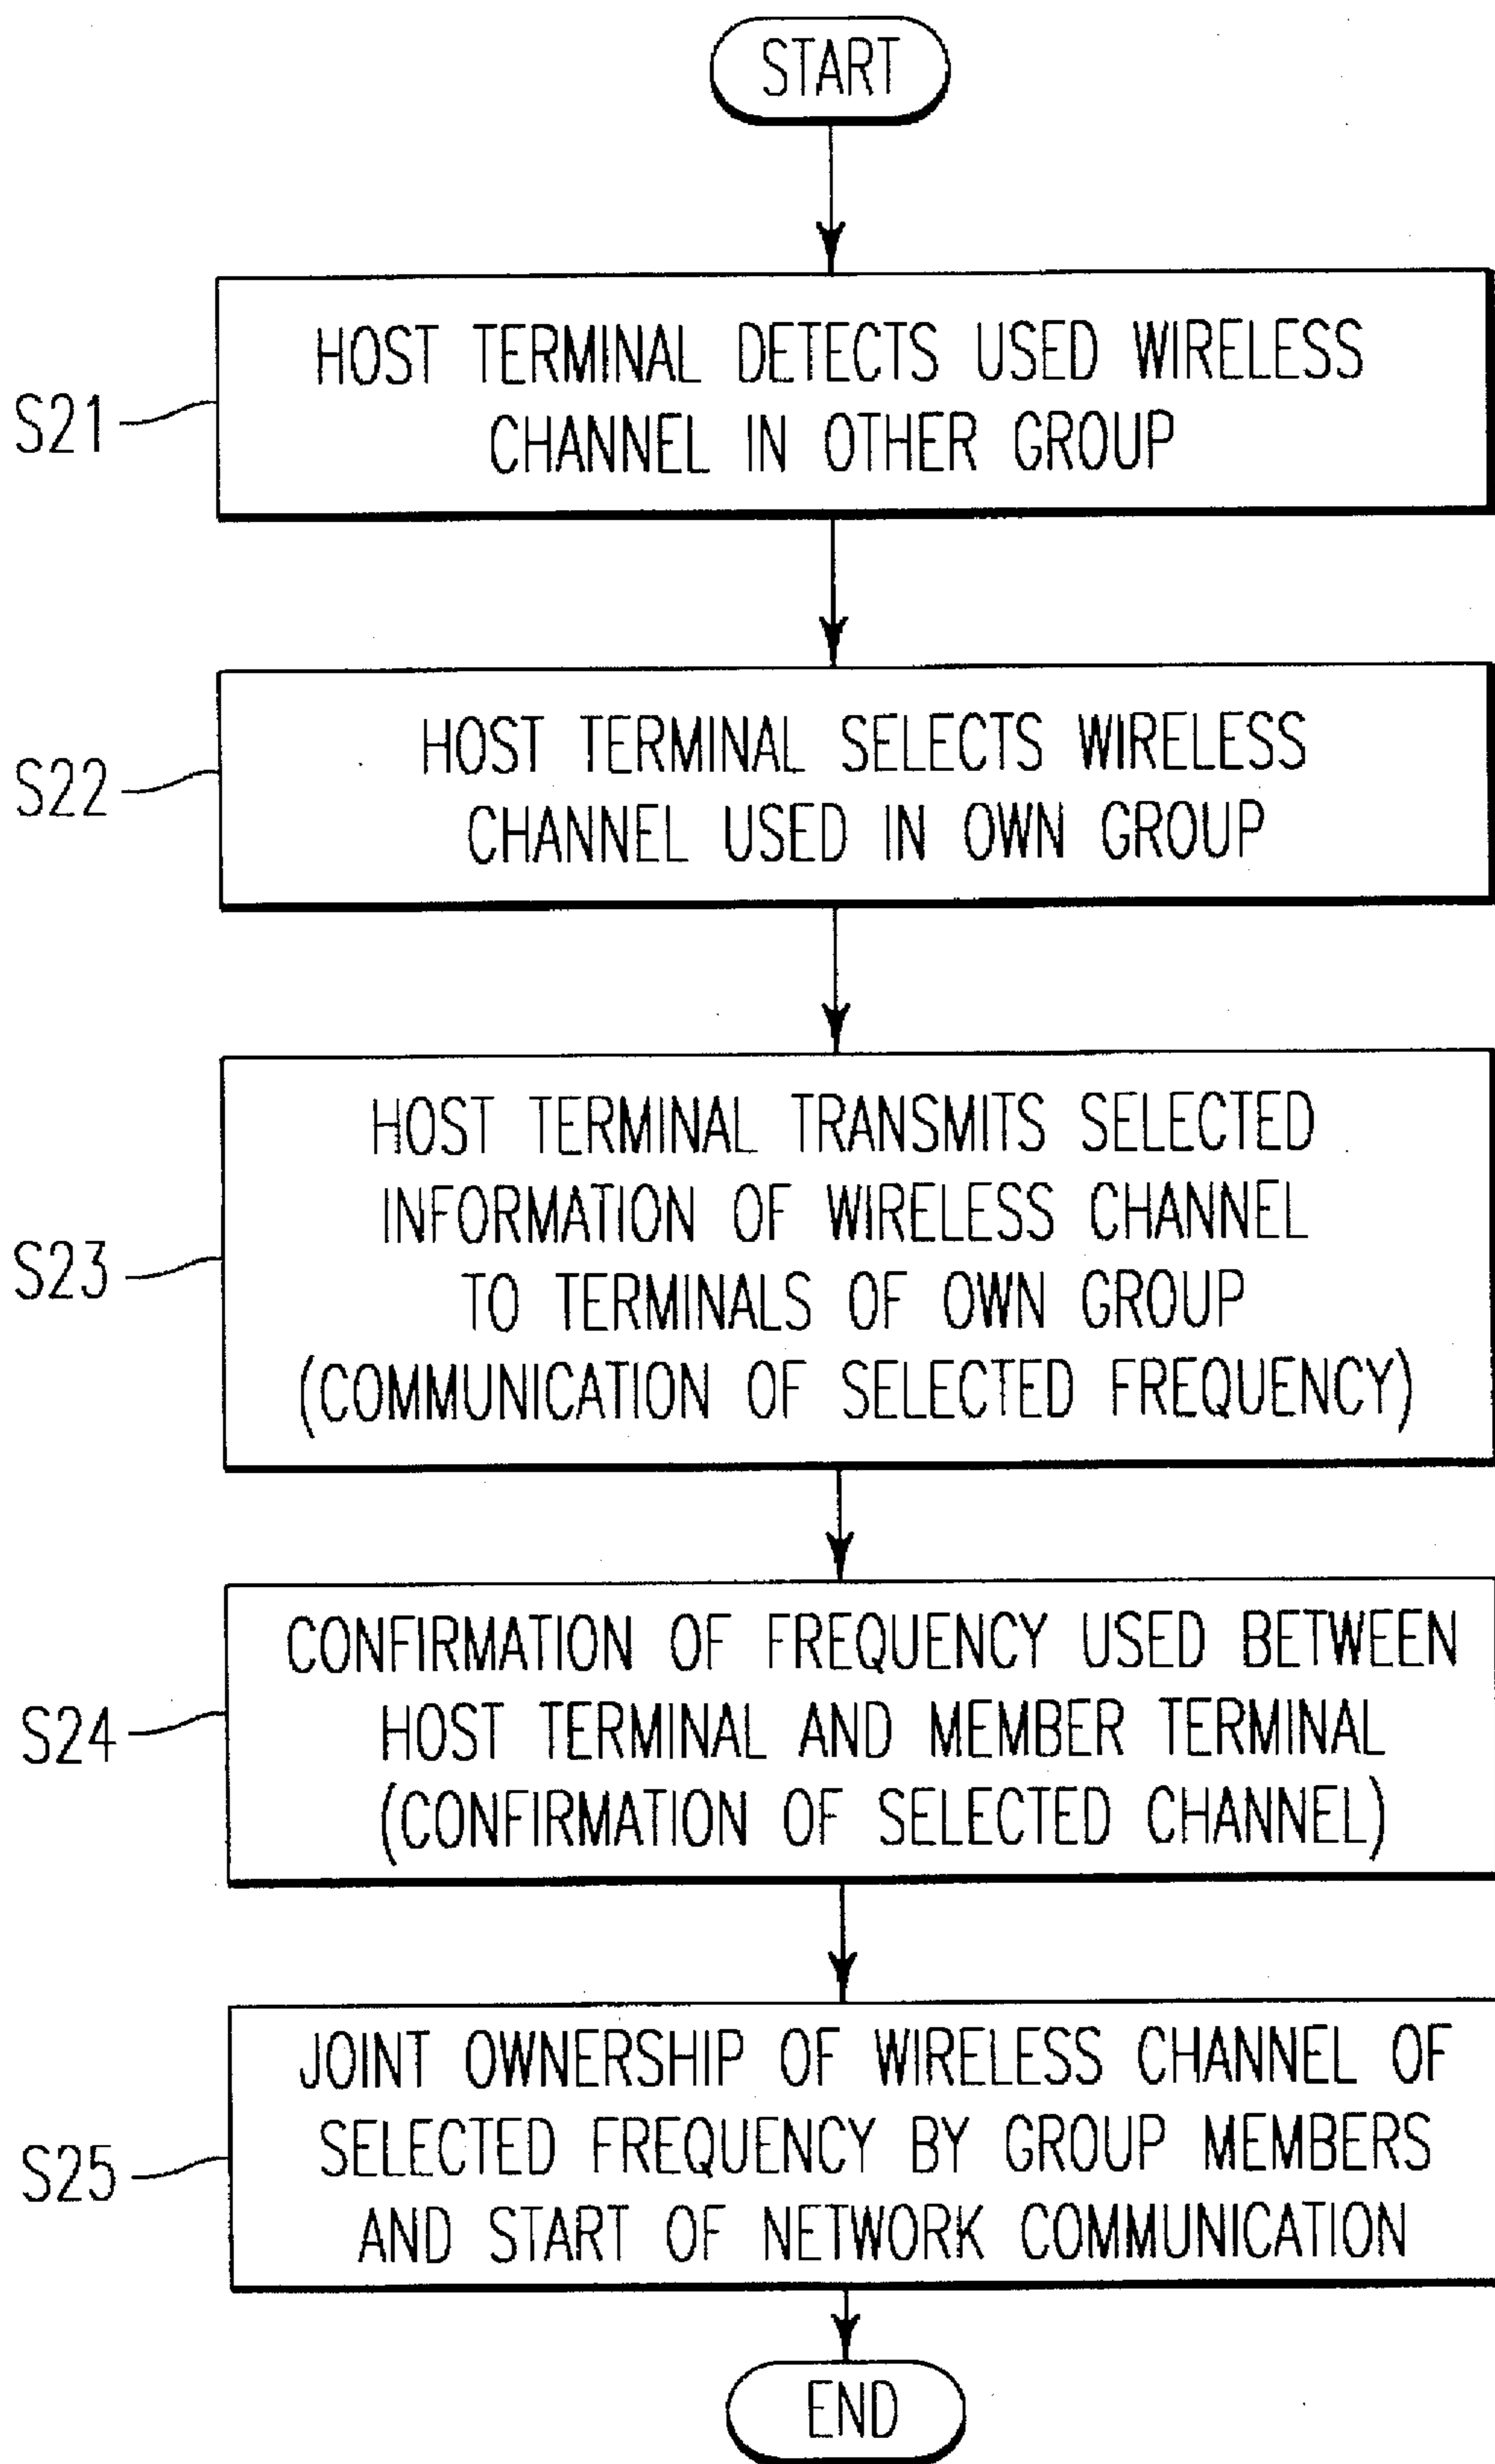 START
HOST TERMINAL DETECTS USED WIRELESS
CHANNEL IN OTHER GROUP
S21
HOST TERMINAL SELECTS WIRELESS
CHANNEL USED IN OWN GROUP
S22
HOST TERMINAL TRANSMITS SELECTED
INFORMATION OF WIRELESS CHANNEL
TO TERMINALS OF OWN GROUP
(COMMUNICATION OF SELECTED FREQUENCY)
S23
CONFIRMATION OF FREQUENCY USED BETWEEN
HOST TERMINAL AND MEMBER TERMINAL
(CONFIRMATION OF SELECTED CHANNEL)
S24
JOINT OWNERSHIP OF WIRELESS CHANNEL OF
SELECTED FREQUENCY BY GROUP MEMBERS
AND START OF NETWORK COMMUNICATION
S25
END